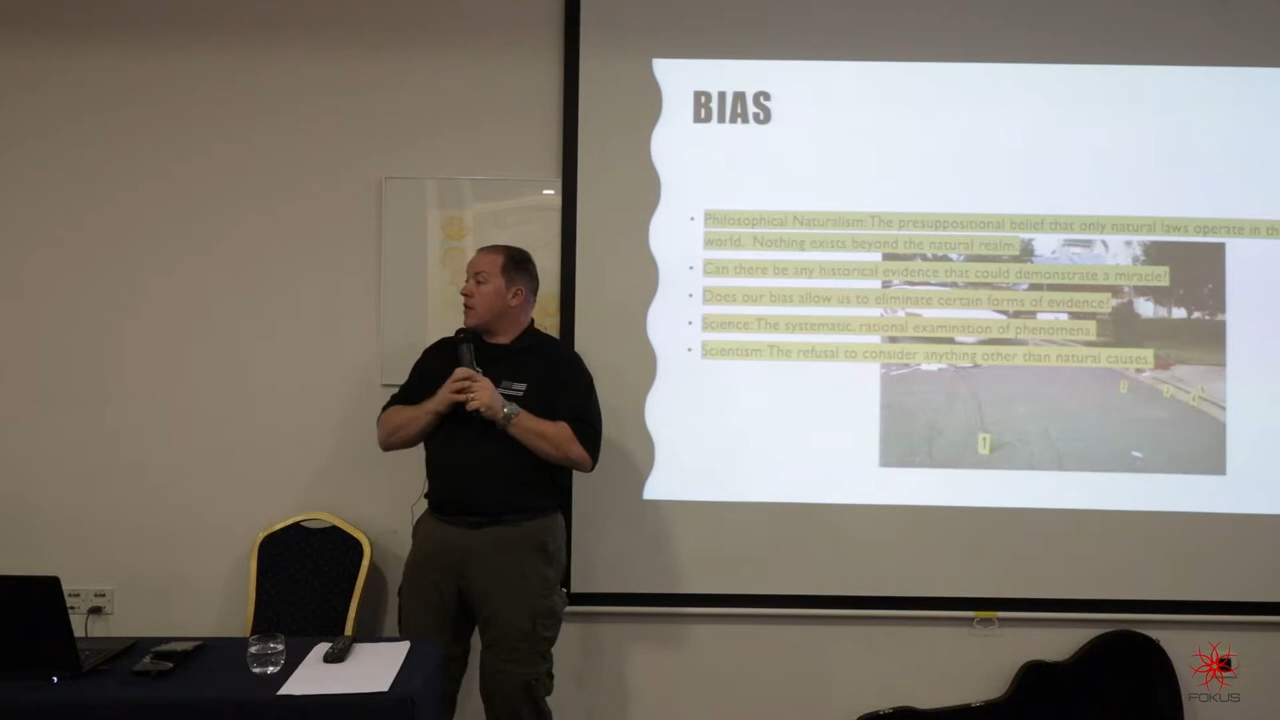 BIAS
• Philosophical Naturalism: The presuppositional belief that only natural laws operate in th
world. Nothing exists beyond the natural realm.
• Can there be any historical evidence that could demonstrate a miracle?
• Does our bias allow us to eliminate certain forms of evidence?
• Science: The systematic, rational examination of phenomena.
• Scientism: The refusal to consider anything other than natural causes.
1
FOKUS